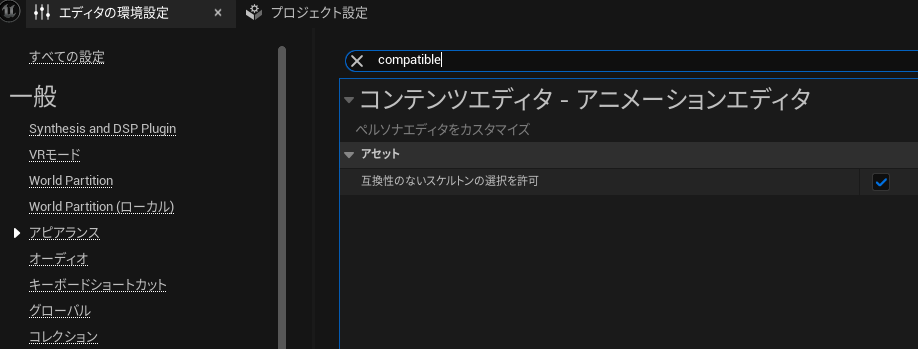 エディタの環境設定 ×
プロジェクト設定
すべての設定
一般
Synthesis and DSP Plugin
VRモード
World Partition
World Partition (ローカル)
アピアランス
オーディオ
キーボードショートカット
グローバル
コレクション
compatible
コンテンツエディタ - アニメーションエディタ
ペルソナエディタをカスタマイズ
アセット
互換性のないスケルトンの選択を許可